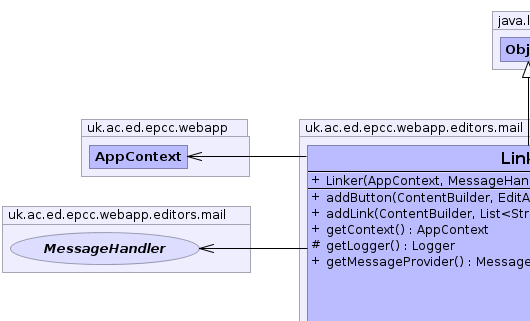 java.l
Obj
uk.ac.ed.epcc.webapp
AppContext
uk.ac.ed.epcc.webapp.editors.mail
Lin
+ Linker(AppContext, MessageHan
+ addButton(ContentBuilder, EditA
+ addLink(ContentBuilder, List<Str
+ getContext() : AppContext
# getLogger() : Logger
+ getMessageProvider() : Message
uk.ac.ed.epcc.webapp.editors.mail
MessageHandler